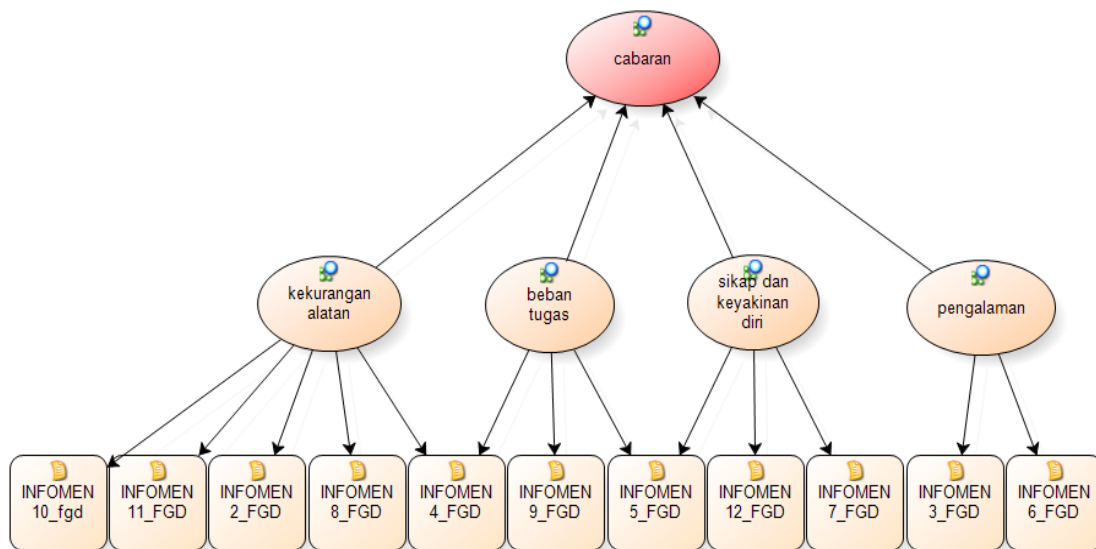 cabaran
kekurangan
alatan
beban
tugas
sikap dan
keyakinan
diri
pengalaman
INFOMEN
10_fgd
INFOMEN
11_FGD
INFOMEN
2_FGD
INFOMEN
8_FGD
INFOMEN
4_FGD
INFOMEN
9_FGD
INFOMEN
5_FGD
INFOMEN
12_FGD
INFOMEN
7_FGD
INFOMEN
3_FGD
INFOMEN
6_FGD